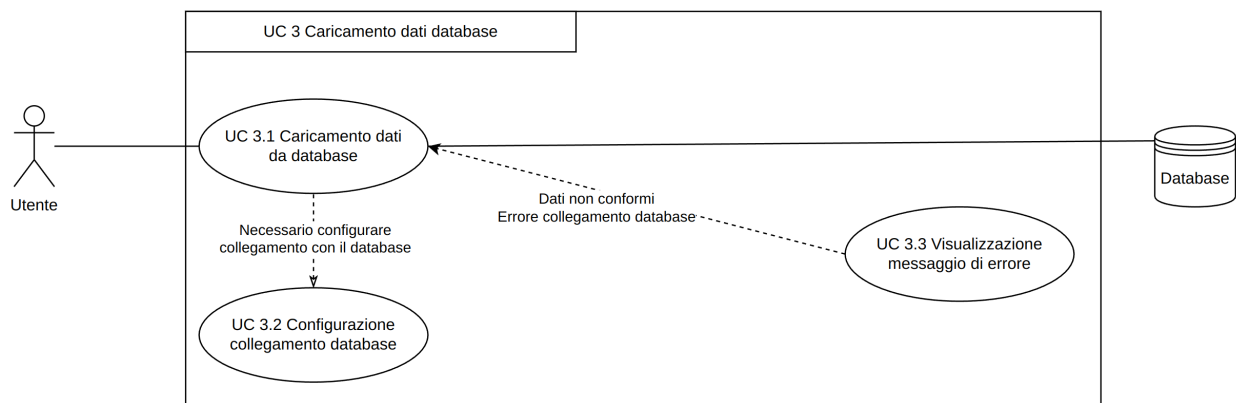 UC 3 Caricamento dati database
UC 3.1 Caricamento dati
da database
Utente
Database
Dati non conformi
Errore collegamento database
Necessario configurare
collegamento con il database
UC 3.3 Visualizzazione
messaggio di errore
UC 3.2 Configurazione
collegamento database